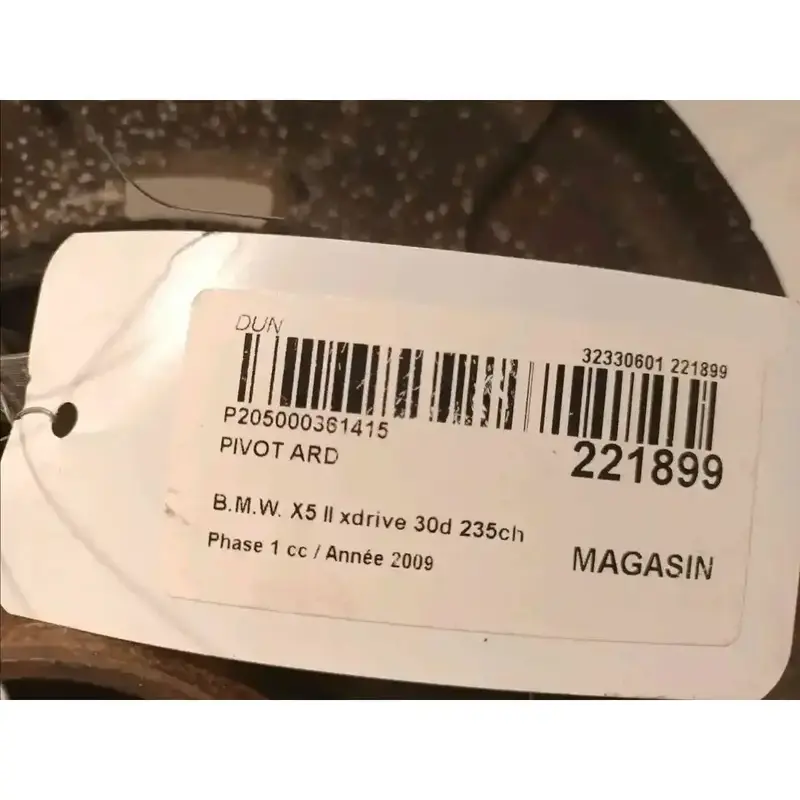 DUN
32330601 221899
P205000361415
221899
PIVOT ARD
B.M.W. X5 II xdrive 30d 235ch
Phase 1 cc / Année 2009
MAGASIN